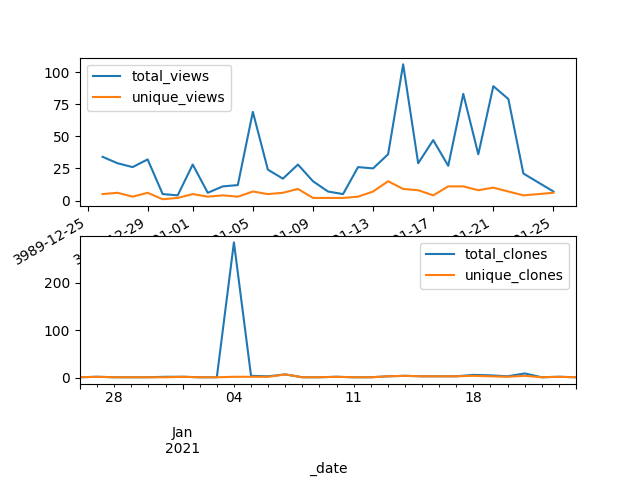 100
total_views
unique_views
75
50
25
0
3989-12-25 12-29 01-01 01-05 01-09 01-13 01-17 01-21 01-25
total_clones
unique_clones
200
100
0
28 04 11 18
Jan
2021
_date